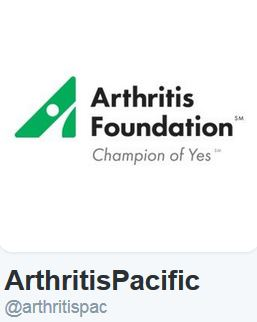 Arthritis
Foundation℠
Champion of Yes℠
ArthritisPacific
@arthritispac